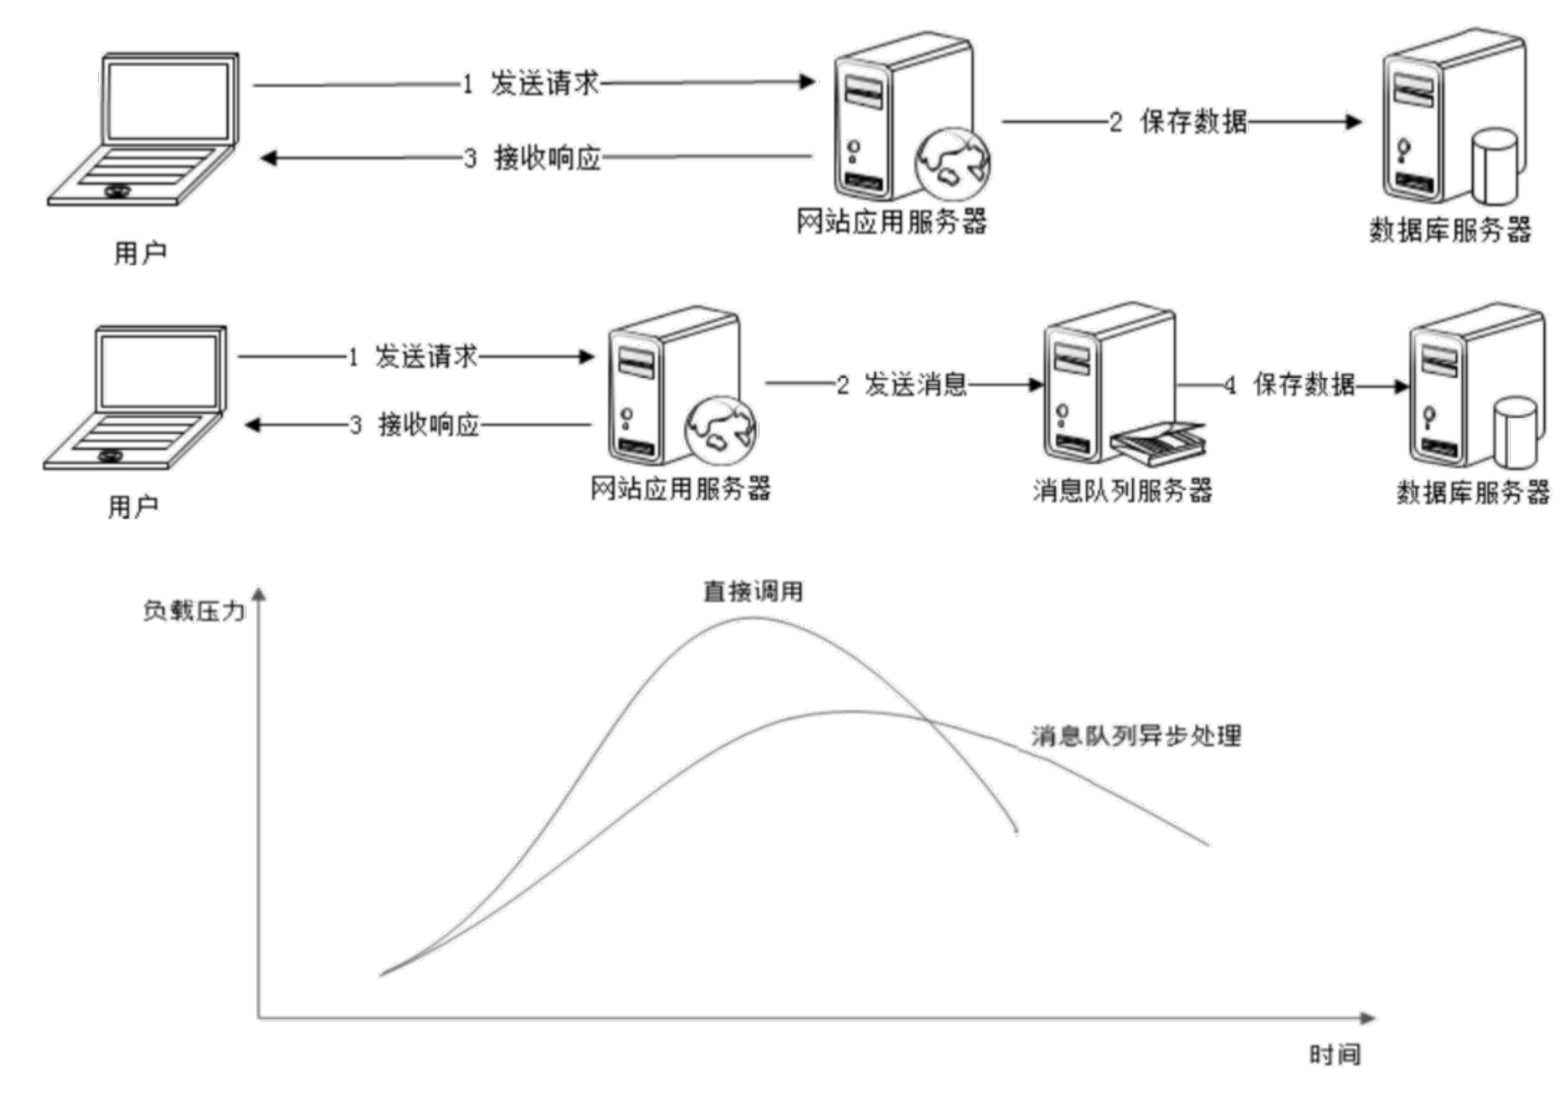 1 发送请求
2 保存数据
3 接收响应
网站应用服务器
数据库服务器
用户
1 发送请求
2 发送消息
4 保存数据
3 接收响应
网站应用服务器
消息队列服务器
数据库服务器
用户
直接调用
负载压力
消息队列异步处理
时间